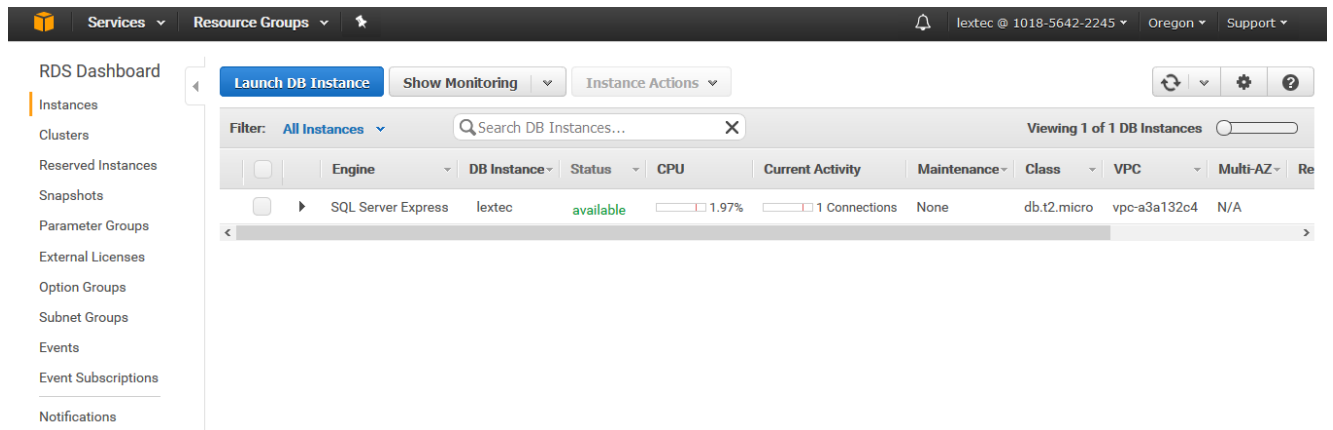 Services Resource Groups lextec @ 1018-5642-2245 Oregon Support
RDS Dashboard
Instances
Clusters
Reserved Instances
Snapshots
Parameter Groups
External Licenses
Option Groups
Subnet Groups
Events
Event Subscriptions
Notifications
Launch DB Instance Show Monitoring Instance Actions
Filter: All Instances Search DB Instances... Viewing 1 of 1 DB Instances
Engine DB Instance Status CPU Current Activity Maintenance Class VPC Multi-AZ Re
SQL Server Express lextec available 1.97% 1 Connections None db.t2.micro vpc-a3a132c4 N/A